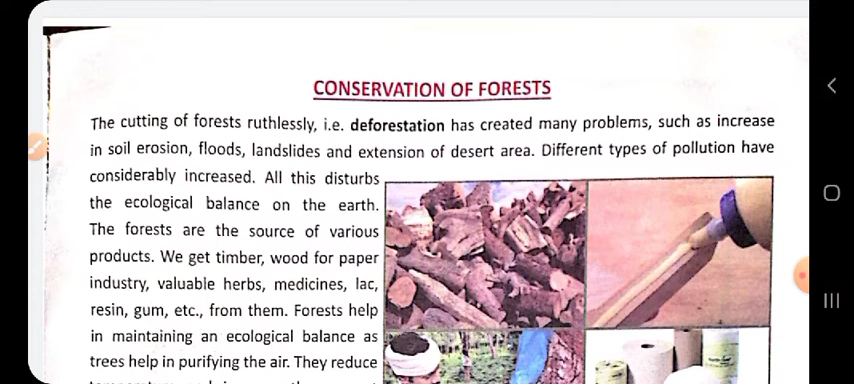 CONSERVATION OF FORESTS
The cutting of forests ruthlessly, i.e. deforestation has created many problems, such as increase
in soil erosion, floods, landslides and extension of desert area. Different types of pollution have
considerably increased. All this disturbs
the ecological balance on the earth.
The forests are the source of various
products. We get timber, wood for paper
industry, valuable herbs, medicines, lac,
resin, gum, etc., from them. Forests help
in maintaining an ecological balance as
trees help in purifying the air. They reduce